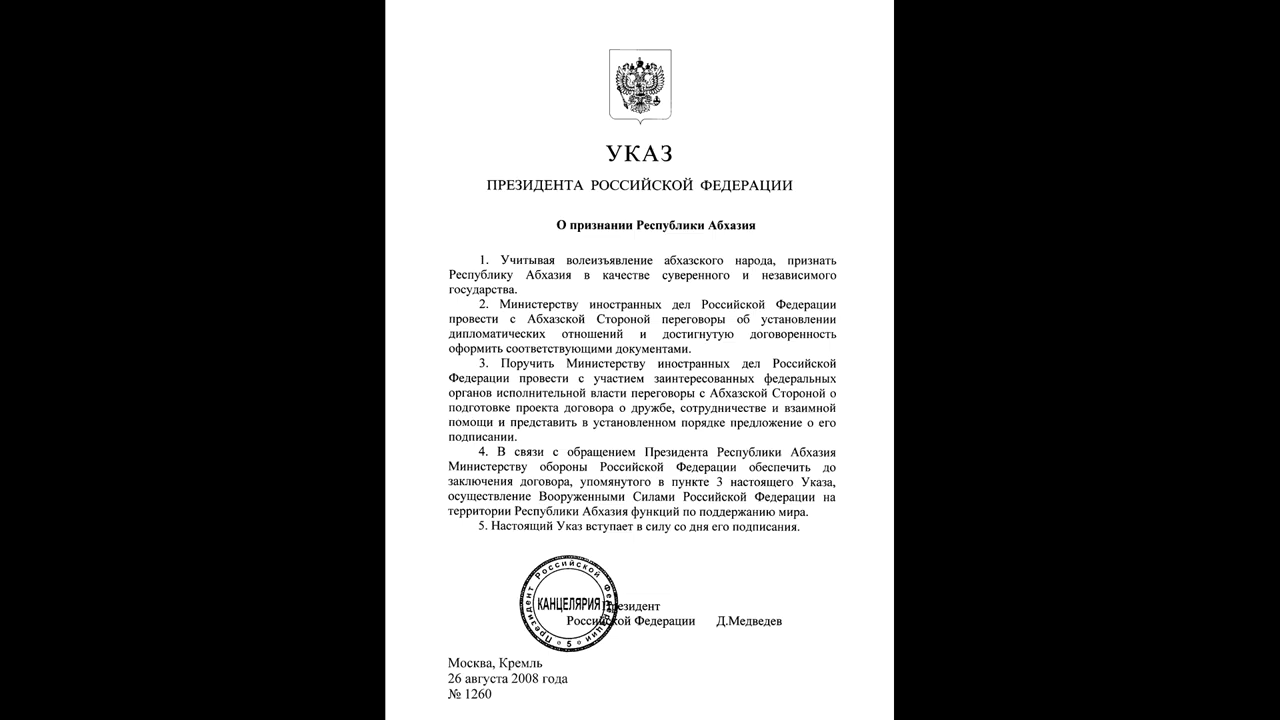 УКАЗ
ПРЕЗИДЕНТА РОССИЙСКОЙ ФЕДЕРАЦИИ
О признании Республики Абхазия
1. Учитывая волеизъявление абхазского народа, признать
Республику Абхазия в качестве суверенного и независимого
государства.
2. Министерству иностранных дел Российской Федерации
провести с Абхазской Стороной переговоры об установлении
дипломатических отношений и достигнутую договоренность
оформить соответствующими документами.
3. Поручить Министерству иностранных дел Российской
Федерации провести с участием заинтересованных федеральных
органов исполнительной власти переговоры с Абхазской Стороной о
подготовке проекта договора о дружбе, сотрудничестве и взаимной
помощи и представить в установленном порядке предложение о его
подписании.
4. В связи с обращением Президента Республики Абхазия
Министерству обороны Российской Федерации обеспечить до
заключения договора, упомянутого в пункте 3 настоящего Указа,
осуществление Вооруженными Силами Российской Федерации на
территории Республики Абхазия функций по поддержанию мира.
5. Настоящий Указ вступает в силу со дня его подписания.
Президент Российской Федерации
КАНЦЕЛЯРИЯ
5
Президент
Российской Федерации Д.Медведев
Москва, Кремль
26 августа 2008 года
№ 1260